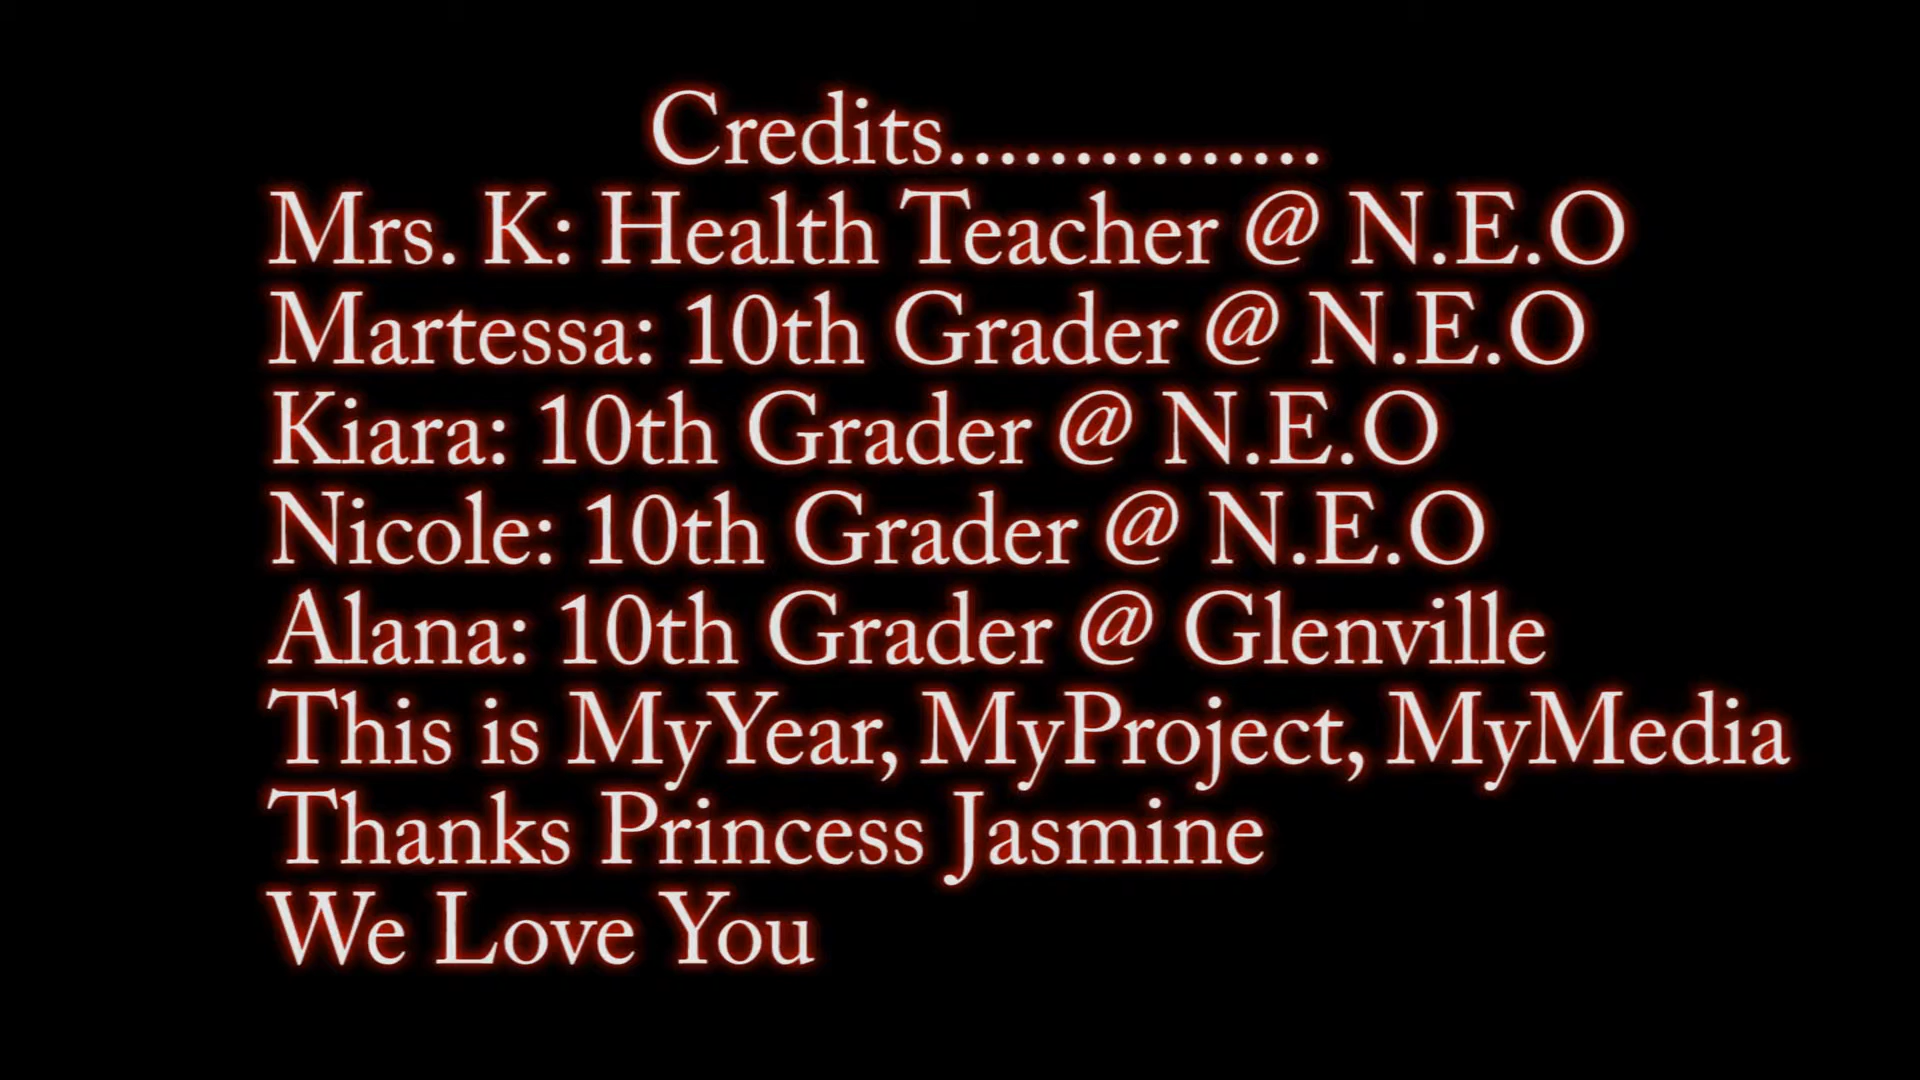 Credits...............
Mrs. K: Health Teacher @ N.E.O
Martessa: 10th Grader @ N.E.O
Kiara: 10th Grader @ N.E.O
Nicole: 10th Grader @ N.E.O
Alana: 10th Grader @ Glenville
This is MyYear, MyProject, MyMedia
Thanks Princess Jasmine
We Love You